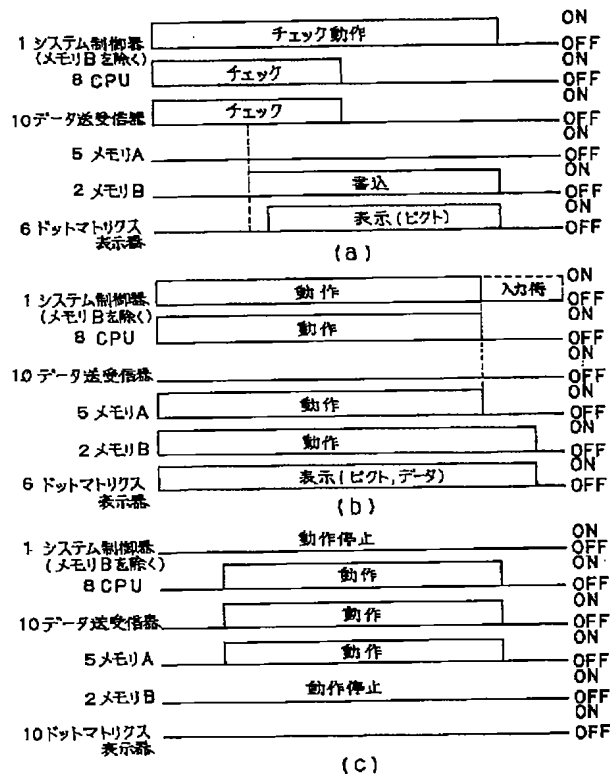 ON
1 システム制御器 チェック動作 OFF
(メモリBを除く) ON
8 CPU チェック OFF
ON
10データ送受信器 チェック OFF
ON
5 メモリA OFF
ON
2 メモリB 書込 OFF
ON
6 ドットマトリクス 表示(ピクト) OFF
表示器
(a)
ON
1 システム制御器 動作 入力待 OFF
(メモリBを除く) ON
8 CPU 動作 OFF
ON
10 データ送受信器 OFF
ON
5 メモリA 動作 OFF
ON
2 メモリB 動作 OFF
ON
6 ドットマトリクス 表示(ピクト,データ) OFF
表示器
(b)
ON
1 システム制御器 動作停止 OFF
(メモリBを除く) ON
8 CPU 動作 OFF
ON
10データ送受信器 動作 OFF
ON
5 メモリA 動作 OFF
ON
2 メモリB 動作停止 OFF
ON
10ドットマトリクス OFF
表示器
(c)